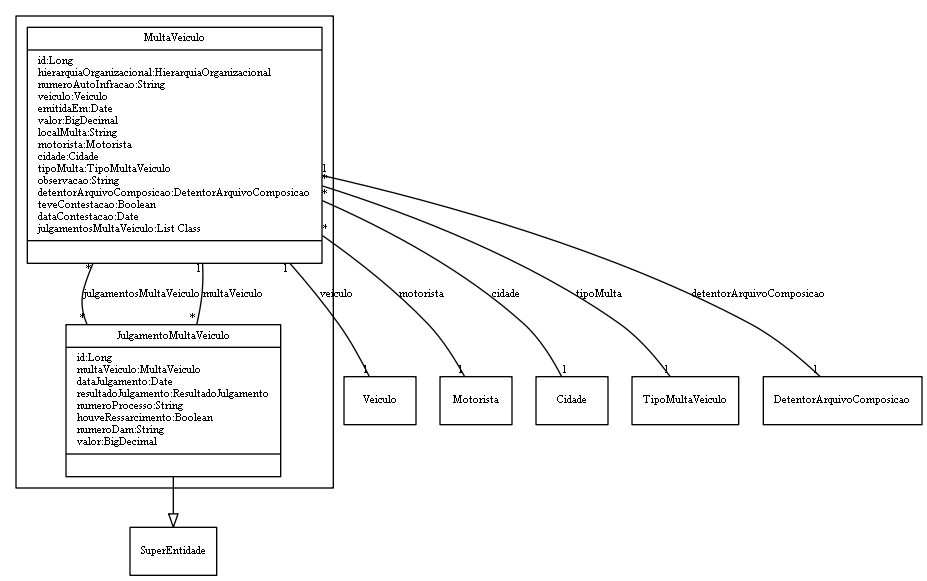 MultaVeiculo
id:Long
hierarquiaOrganizacional:HierarquiaOrganizacional
numeroAutoInfracao:String
veiculo:Veiculo
emitidaEm:Date
valor:BigDecimal
localMulta:String
motorista:Motorista
cidade:Cidade
tipoMulta:TipoMultaVeiculo
observacao:String
detentorArquivoComposicao:DetentorArquivoComposicao
teveContestacao:Boolean
dataContestacao:Date
julgamentosMultaVeiculo:List Class
1
*
*
*
* 1 1
julgamentosMultaVeiculo multaVeiculo veiculo motorista cidade tipoMulta detentorArquivoComposicao
* *
JulgamentoMultaVeiculo
id:Long
multaVeiculo:MultaVeiculo
dataJulgamento:Date
resultadoJulgamento:ResultadoJulgamento
numeroProcesso:String
houveRessarcimento:Boolean
numeroDam:String
valor:BigDecimal
1 1 1 1 1
Veiculo Motorista Cidade TipoMultaVeiculo DetentorArquivoComposicao
SuperEntidade